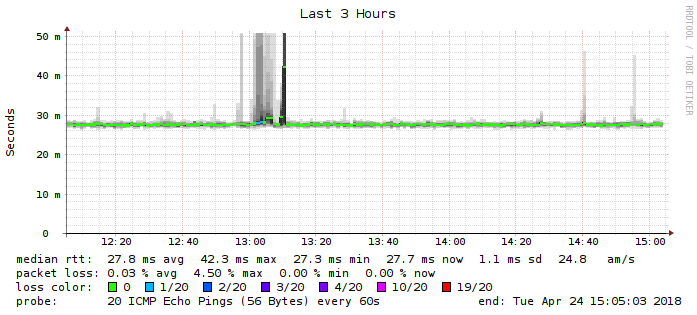 Last 3 Hours
RRDTOOL / TOBI OETIKER
Seconds
50 m
40 m
30 m
20 m
10 m
0
12:20 12:40 13:00 13:20 13:40 14:00 14:20 14:40 15:00
median rtt: 27.8 ms avg 42.3 ms max 27.3 ms min 27.7 ms now 1.1 ms sd 24.8 am/s
packet loss: 0.03 % avg 4.50 % max 0.00 % min 0.00 % now
loss color: 0 1/20 2/20 3/20 4/20 10/20 19/20
probe: 20 ICMP Echo Pings (56 Bytes) every 60s end: Tue Apr 24 15:05:03 2018